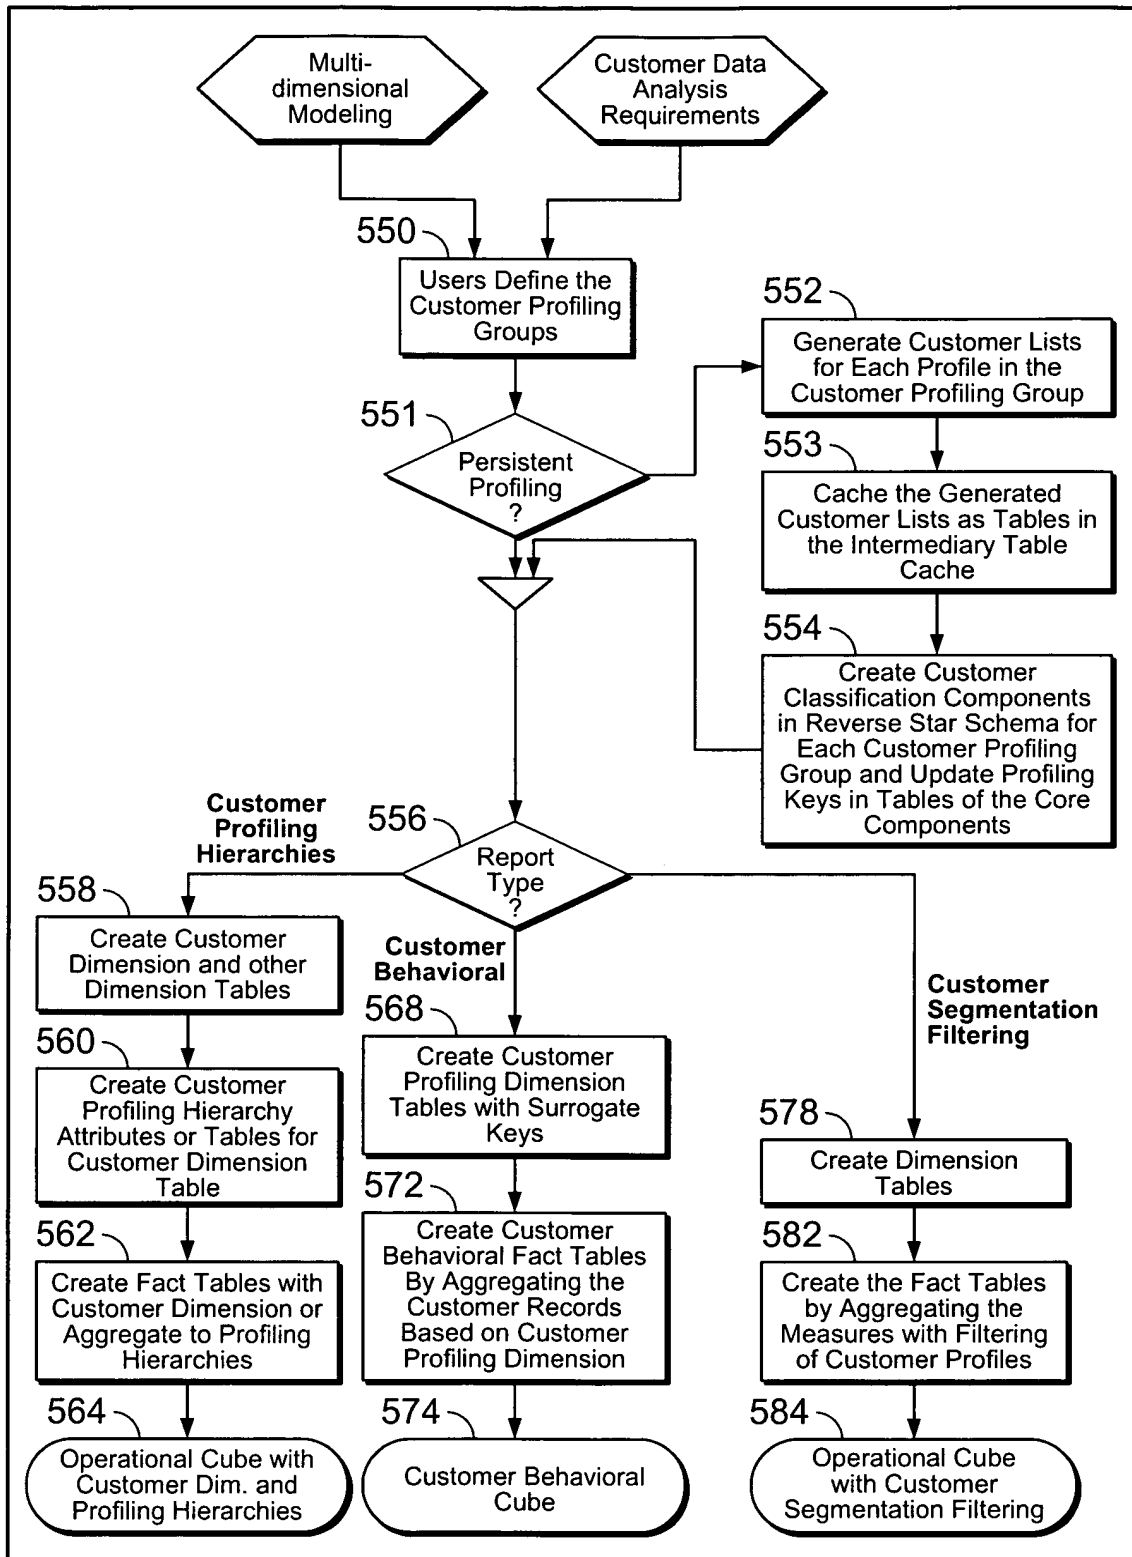 Multi-
dimensional
Modeling
Customer Data
Analysis
Requirements
550
Users Define the
Customer Profiling
Groups
551
Persistent
Profiling
?
552
Generate Customer Lists
for Each Profile in the
Customer Profiling Group
553
Cache the Generated
Customer Lists as Tables in
the Intermediary Table
Cache
554
Create Customer
Classification Components
in Reverse Star Schema for
Each Customer Profiling
Group and Update Profiling
Keys in Tables of the Core
Components
556
Report
Type
?
Customer
Profiling
Hierarchies
558
Create Customer
Dimension and other
Dimension Tables
560
Create Customer
Profiling Hierarchy
Attributes or Tables for
Customer Dimension
Table
562
Create Fact Tables with
Customer Dimension or
Aggregate to Profiling
Hierarchies
564
Operational Cube with
Customer Dim. and
Profiling Hierarchies
Customer
Behavioral
568
Create Customer
Profiling Dimension
Tables with Surrogate
Keys
572
Create Customer
Behavioral Fact Tables
By Aggregating the
Customer Records
Based on Customer
Profiling Dimension
574
Customer Behavioral
Cube
Customer
Segmentation
Filtering
578
Create Dimension
Tables
582
Create the Fact Tables
by Aggregating the
Measures with Filtering
of Customer Profiles
584
Operational Cube
with Customer
Segmentation Filtering